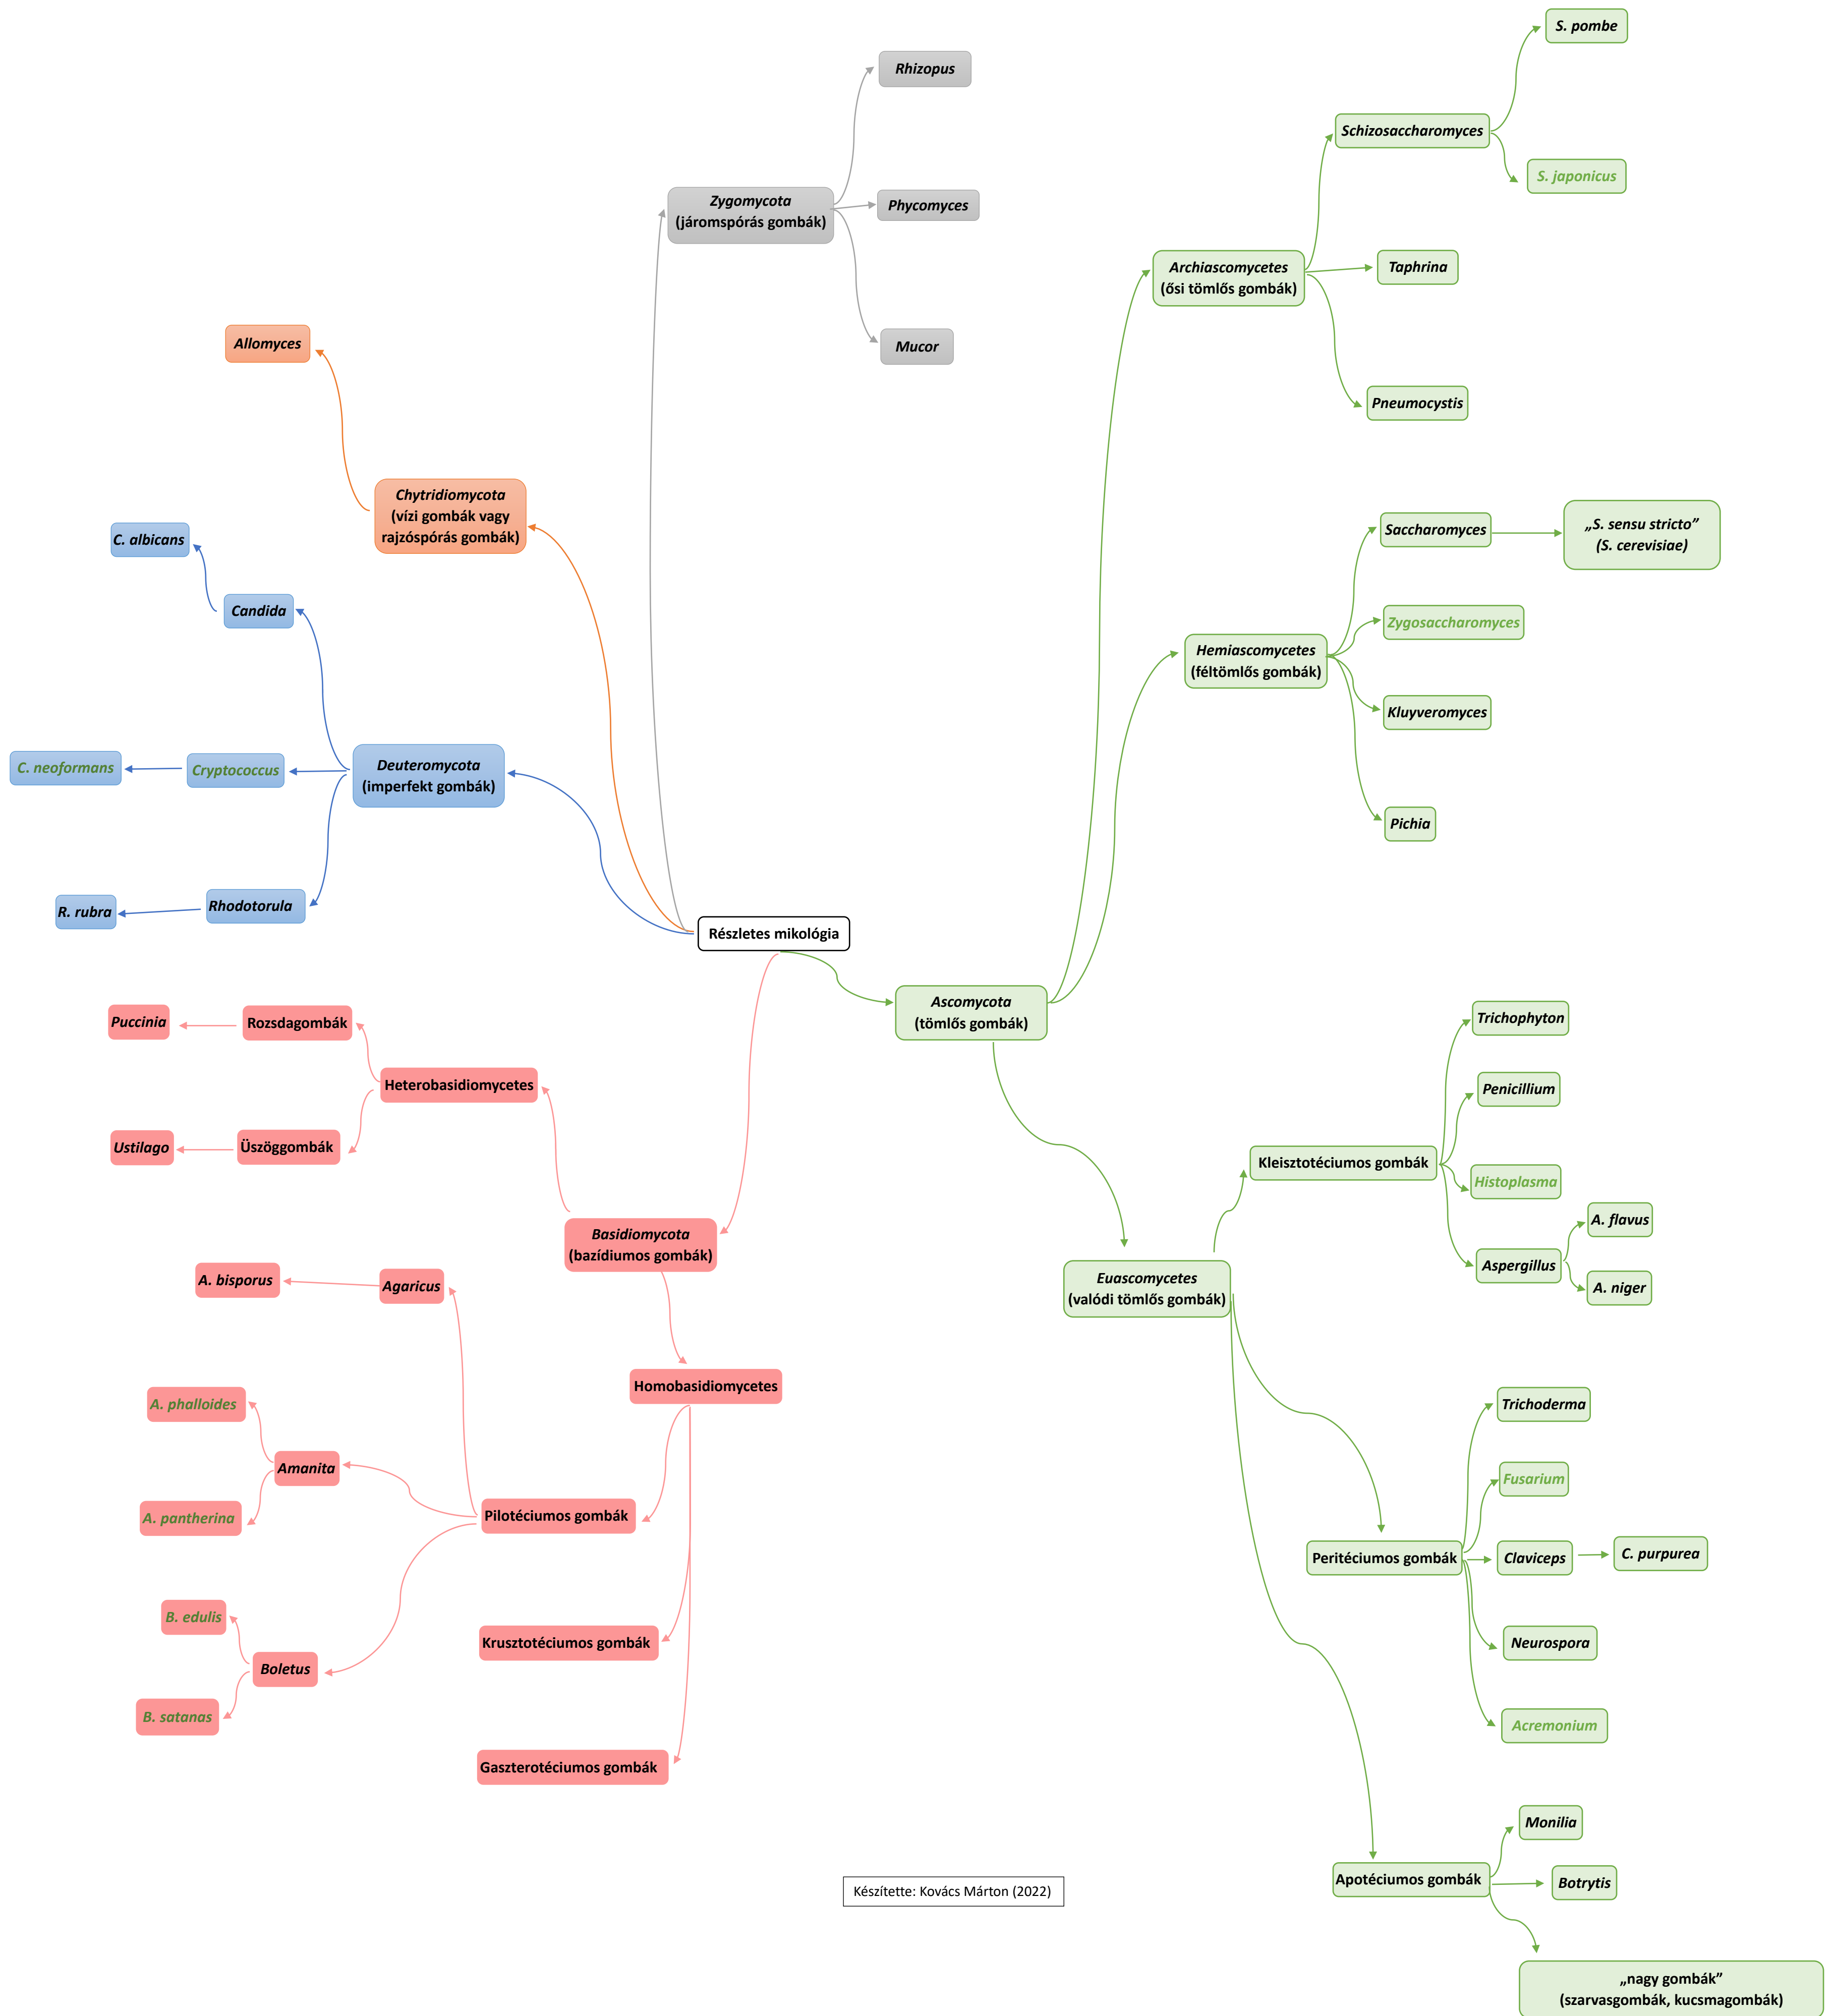 Részletes mikológia
Zygomycota
(járomspórás gombák)
Rhizopus
Phycomyces
Mucor
Chytridiomycota
(vízi gombák vagy
rajzóspórás gombák)
Allomyces
Deuteromycota
(imperfekt gombák)
Candida
C. albicans
Cryptococcus
C. neoformans
Rhodotorula
R. rubra
Basidiomycota
(bazídiumos gombák)
Heterobasidiomycetes
Rozsdagombák
Puccinia
Üszöggombák
Ustilago
Homobasidiomycetes
Pilotéciumos gombák
Agaricus
A. bisporus
Amanita
A. phalloides
A. pantherina
Boletus
B. edulis
B. satanas
Krusztotéciumos gombák
Gaszterotéciumos gombák
Ascomycota
(tömlős gombák)
Archiascomycetes
(ősi tömlős gombák)
Schizosaccharomyces
S. pombe
S. japonicus
Taphrina
Pneumocystis
Hemiascomycetes
(féltömlős gombák)
Saccharomyces
„S. sensu stricto”
(S. cerevisiae)
Zygosaccharomyces
Kluyveromyces
Pichia
Euascomycetes
(valódi tömlős gombák)
Kleisztotéciumos gombák
Trichophyton
Penicillium
Histoplasma
Aspergillus
A. flavus
A. niger
Peritéciumos gombák
Trichoderma
Fusarium
Claviceps
C. purpurea
Neurospora
Acremonium
Apotéciumos gombák
Monilia
Botrytis
„nagy gombák”
(szarvasgombák, kucsmagombák)
Készítette: Kovács Márton (2022)